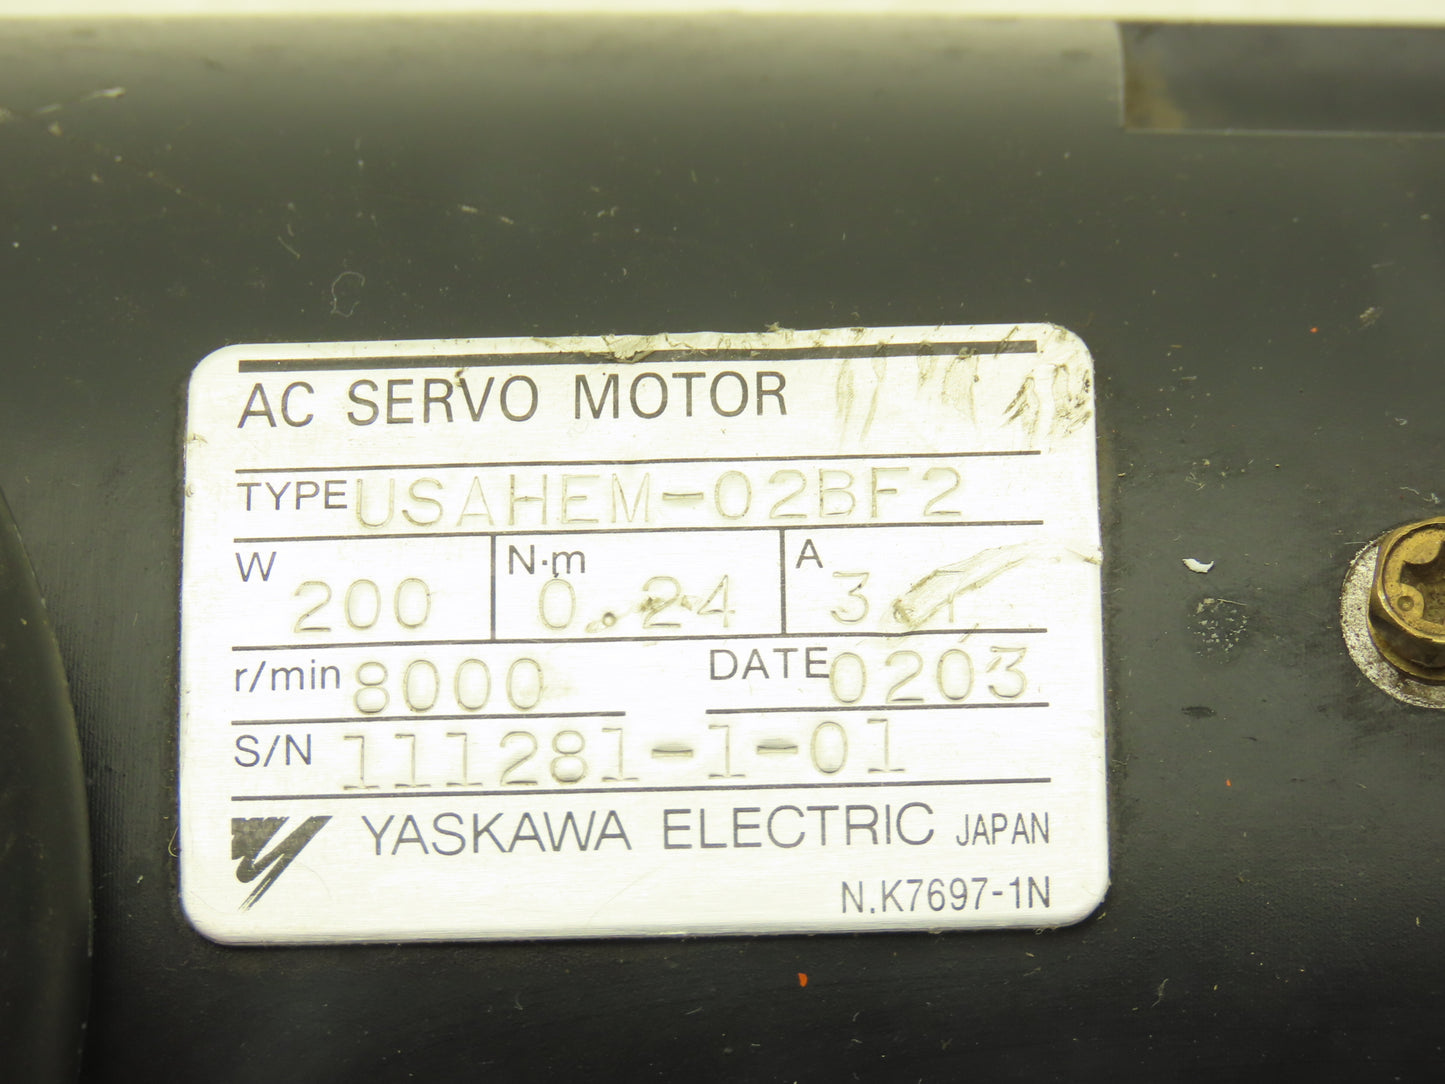 AC SERVO MOTOR
TYPE USAHEM-02BF2
W 200 N·m 0.24 A
r/min 8000 DATE 0203
S/N 111281-1-01
YASKAWA ELECTRIC JAPAN
N.K7697-1N